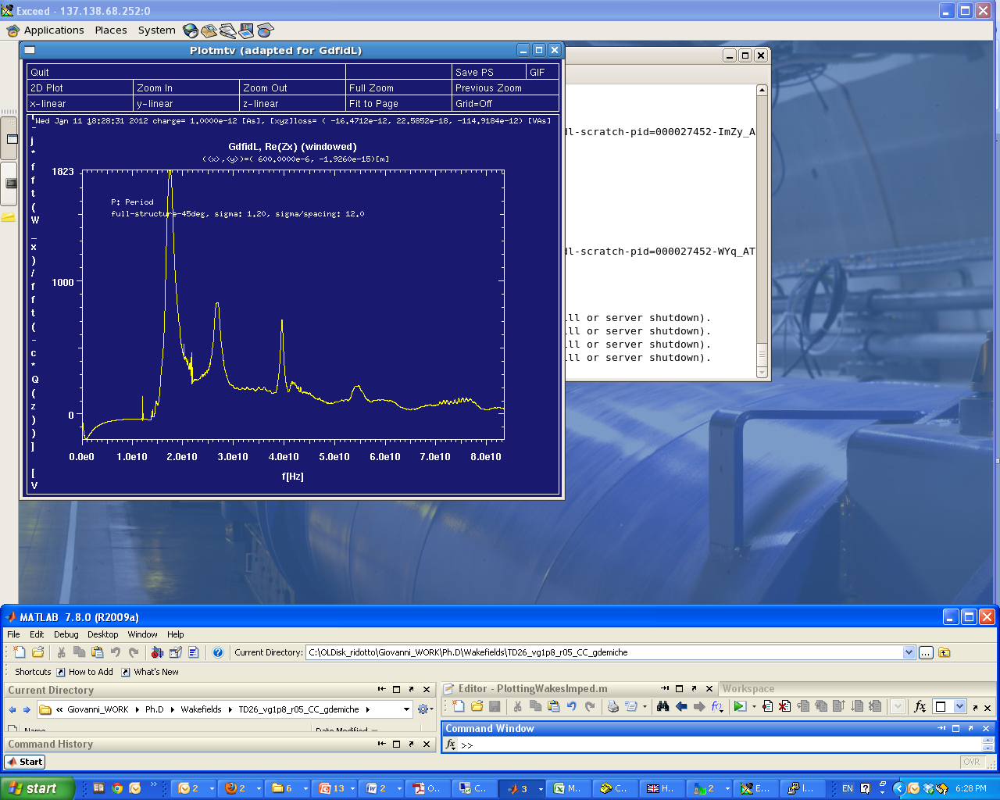 Exceed - 137.138.68.252:0
Applications Places System
Plotmtv (adapted for GdfidL)
Quit Save PS GIF
2D Plot Zoom In Zoom Out Full Zoom Previous Zoom
x-linear y-linear z-linear Fit to Page Grid=Off
Wed Jan 11 18:28:31 2012 charge= 1.0000e-12 [As], [xyz]loss= ( -16.4712e-12, 22.5852e-18, -114.9184e-12) [VAs]
GdfidL, Re(Zx) (windowed)
(<x>,<y>)=( 600.0000e-6, -1.9260e-15)[m]
j*fft(W_x)/fft(-c*Q(z))] [V
1823
P: Period
full-structure-45deg, sigma: 1.20, sigma/spacing: 12.0
1000
0
0.0e0 1.0e10 2.0e10 3.0e10 4.0e10 5.0e10 6.0e10 7.0e10 8.0e10
f[Hz]
dl-scratch-pid=000027452-ImZy_A
dl-scratch-pid=000027452-WYq_AT
ill or server shutdown).
ill or server shutdown).
ill or server shutdown).
ill or server shutdown).
MATLAB 7.8.0 (R2009a)
File Edit Debug Desktop Window Help
Current Directory: C:\OLDisk_ridotto\Giovanni_WORK\Ph.D\Wakefields\TD26_vg1p8_r05_CC_gdemiche
Shortcuts How to Add What's New
Current Directory
« Giovanni_WORK Ph.D Wakefields TD26_vg1p8_r05_CC_gdemiche
Name Date Modified
Command History
Editor - PlottingWakesImped.m
Workspace
Command Window
fx >>
Start
OVR
start 2 2 6 13 2 O.. C.. 3 M.. C.. H.. 2 E.. l... EN 6:28 PM